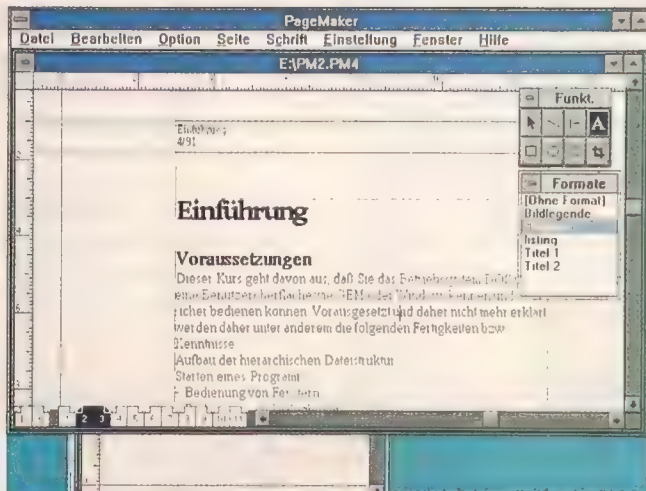 PageMaker
Datei Bearbeiten Option Seite Schrift Einstellung Fenster Hilfe
E:\PM2.PM4
Einführung
4/91
Einführung
Voraussetzungen
Dieser Kurs geht davon aus, daß Sie das
eine
sicher bedienen können. Vorausgesetzt und daher nicht mehr erklärt
werden daher unter anderem die folgenden Fertigkeiten bzw
Kenntnisse
Aufbau der hierarchischen Dateistruktur
Starten eines
Bedienung von
Funkt.
A
Formate
[Ohne Format]
Bildlegende
listing
Titel 1
Titel 2
2 3